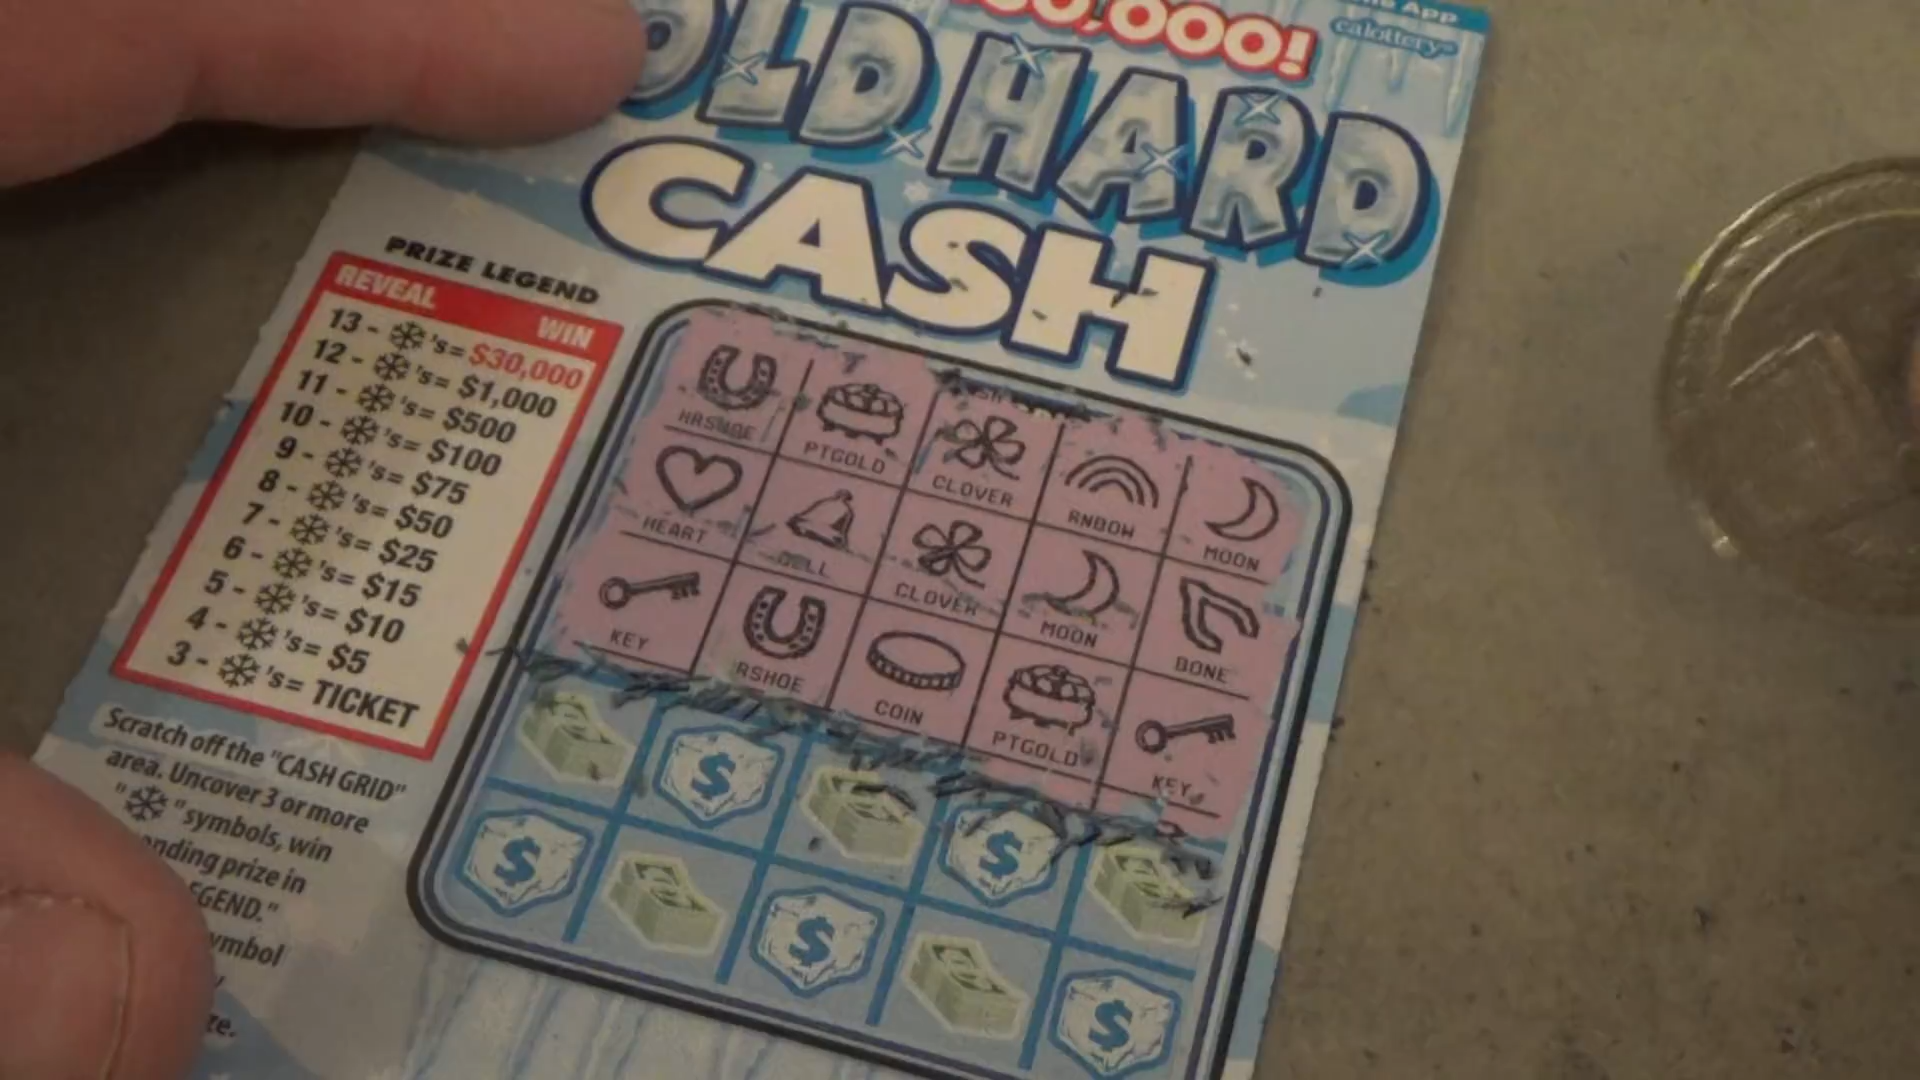 App
calottery
0,000!
OLD HARD
CASH
PRIZE LEGEND
REVEAL WIN
13 - 's= $30,000
12 - 's= $1,000
11 - 's= $500
10 - 's= $100
9 - 's= $75
8 - 's= $50
7 - 's= $25
6 - 's= $15
5 - 's= $10
4 - 's= $5
3 - 's= TICKET
Scratch off the "CASH GRID"
area. Uncover 3 or more
" " symbols, win
onding prize in
GEND."
ymbol
ze.
HRSHOE PTGOLD CLOVER RNBOW MOON
HEART BELL CLOVER MOON BONE
KEY RSHOE COIN PTGOLD KEY
$ $
$ $ $